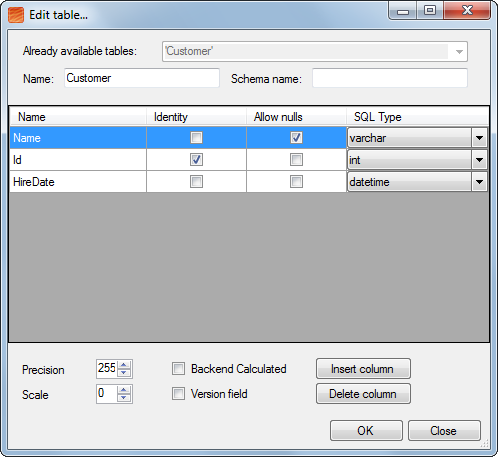 Edit table...
Already available tables: 'Customer'
Name: Customer Schema name:
Name Identity Allow nulls SQL Type
Name varchar
Id int
HireDate datetime
Precision 255 Backend Calculated Insert column
Scale 0 Version field Delete column
OK Close